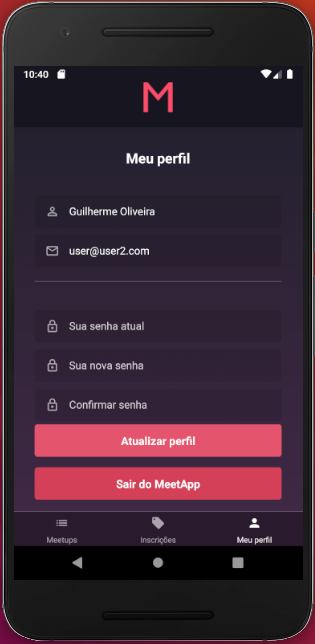 10:40
M
Meu perfil
Guilherme Oliveira
user@user2.com
Sua senha atual
Sua nova senha
Confirmar senha
Atualizar perfil
Sair do MeetApp
Meetups
Inscrições
Meu perfil